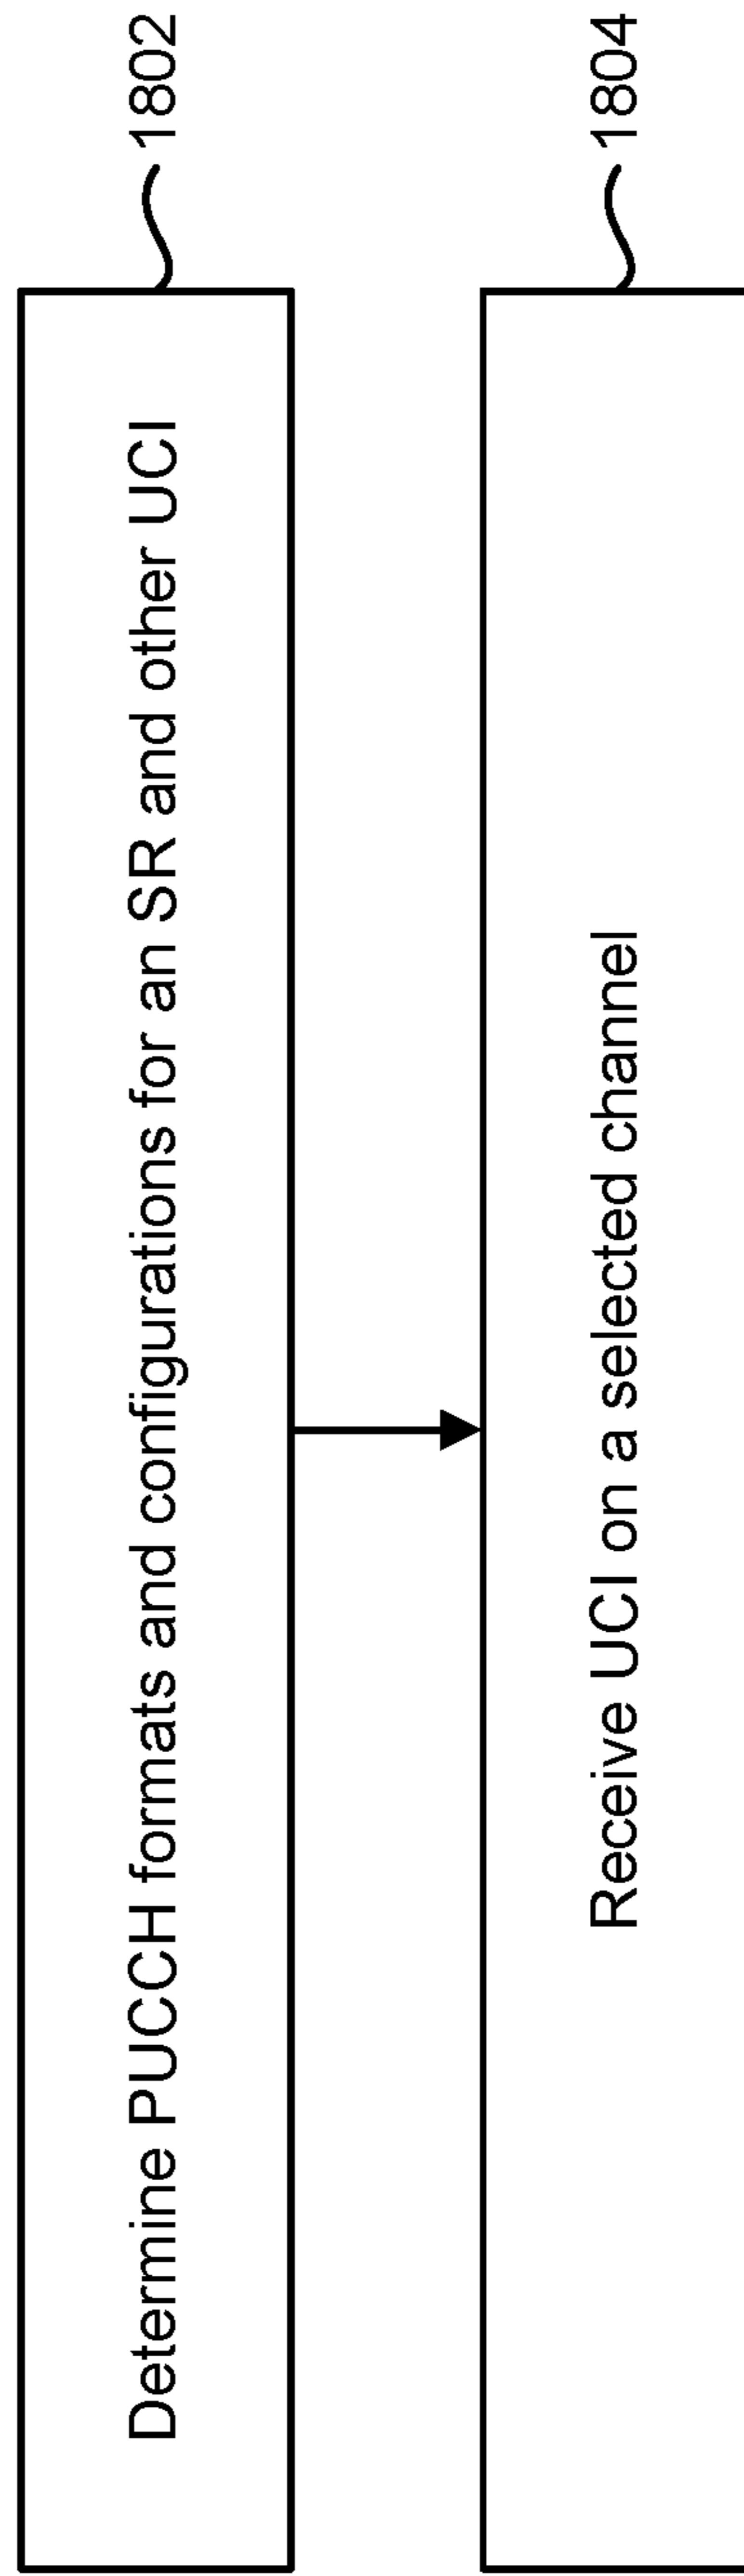 Determine PUCCH formats and configurations for an SR and other UCI
1802
Receive UCI on a selected channel
1804